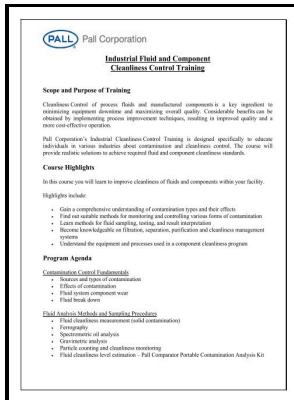 PALL Pall Corporation
Industrial Fluid and Component
Cleanliness Control Training
Scope and Purpose of Training
Cleanliness Control of process fluids and manufactured components is a key ingredient to
minimizing equipment downtime and maximizing overall quality. Considerable benefits can be
obtained by implementing process improvement techniques, resulting in improved quality and a
more cost-effective operation.
Pall Corporation's Industrial Cleanliness Control Training is designed specifically to educate
individuals in various industries about contamination and cleanliness control. The course will
provide realistic solutions to achieve required fluid and component cleanliness standards.
Course Highlights
In this course you will learn to improve cleanliness of fluids and components within your facility.
Highlights include:
• Gain a comprehensive understanding of contamination types and their effects
• Find out suitable methods for monitoring and controlling various forms of contamination
• Learn methods for fluid sampling, testing, and result interpretation
• Become knowledgeable on filtration, separation, purification and cleanliness management
systems
• Understand the equipment and processes used in a component cleanliness program
Program Agenda
Contamination Control Fundamentals
• Sources and types of contamination
• Effects of contamination
• Fluid system component wear
• Fluid break down
Fluid Analysis Methods and Sampling Procedures
• Fluid cleanliness measurement (solid contamination)
• Ferrography
• Spectrometric oil analysis
• Gravimetric analysis
• Particle counting and cleanliness monitoring
• Fluid cleanliness level estimation – Pall Comparator Portable Contamination Analysis Kit